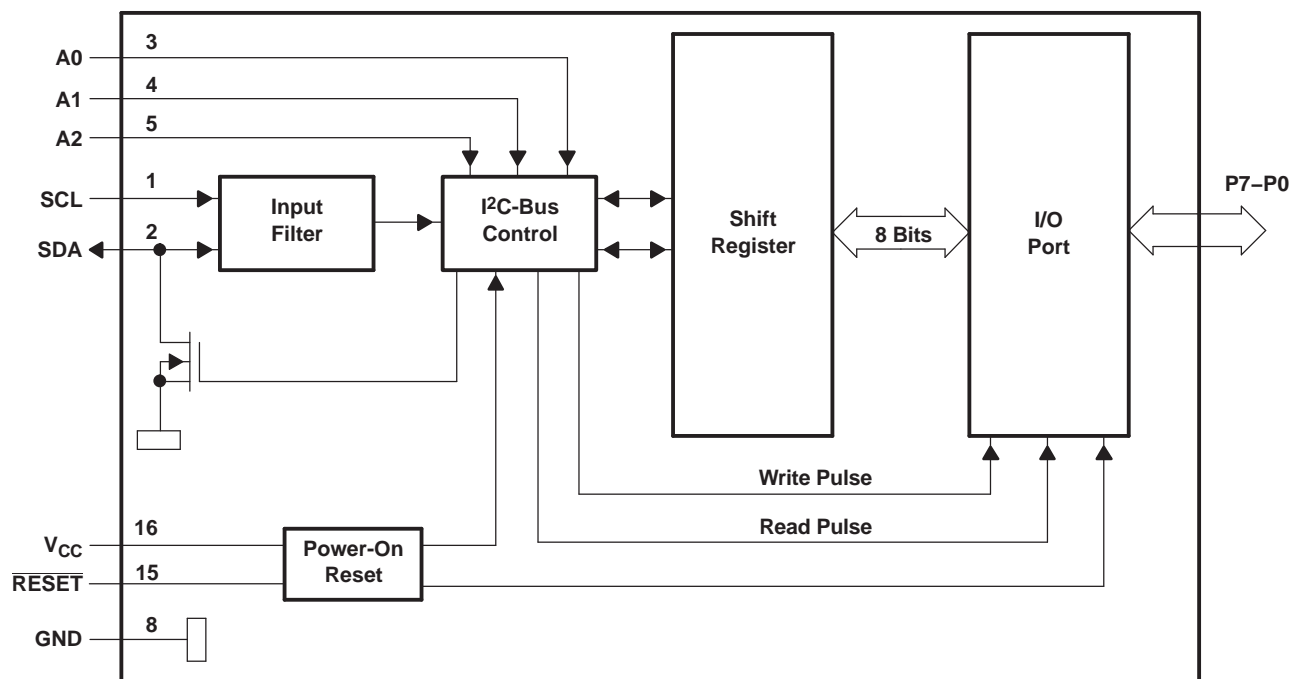 A0
3
A1
4
A2
5
SCL
1
SDA
2
Input
Filter
I²C-Bus
Control
Shift
Register
8 Bits
I/O
Port
P7–P0
Write Pulse
Read Pulse
VCC
16
RESET
15
Power-On
Reset
GND
8